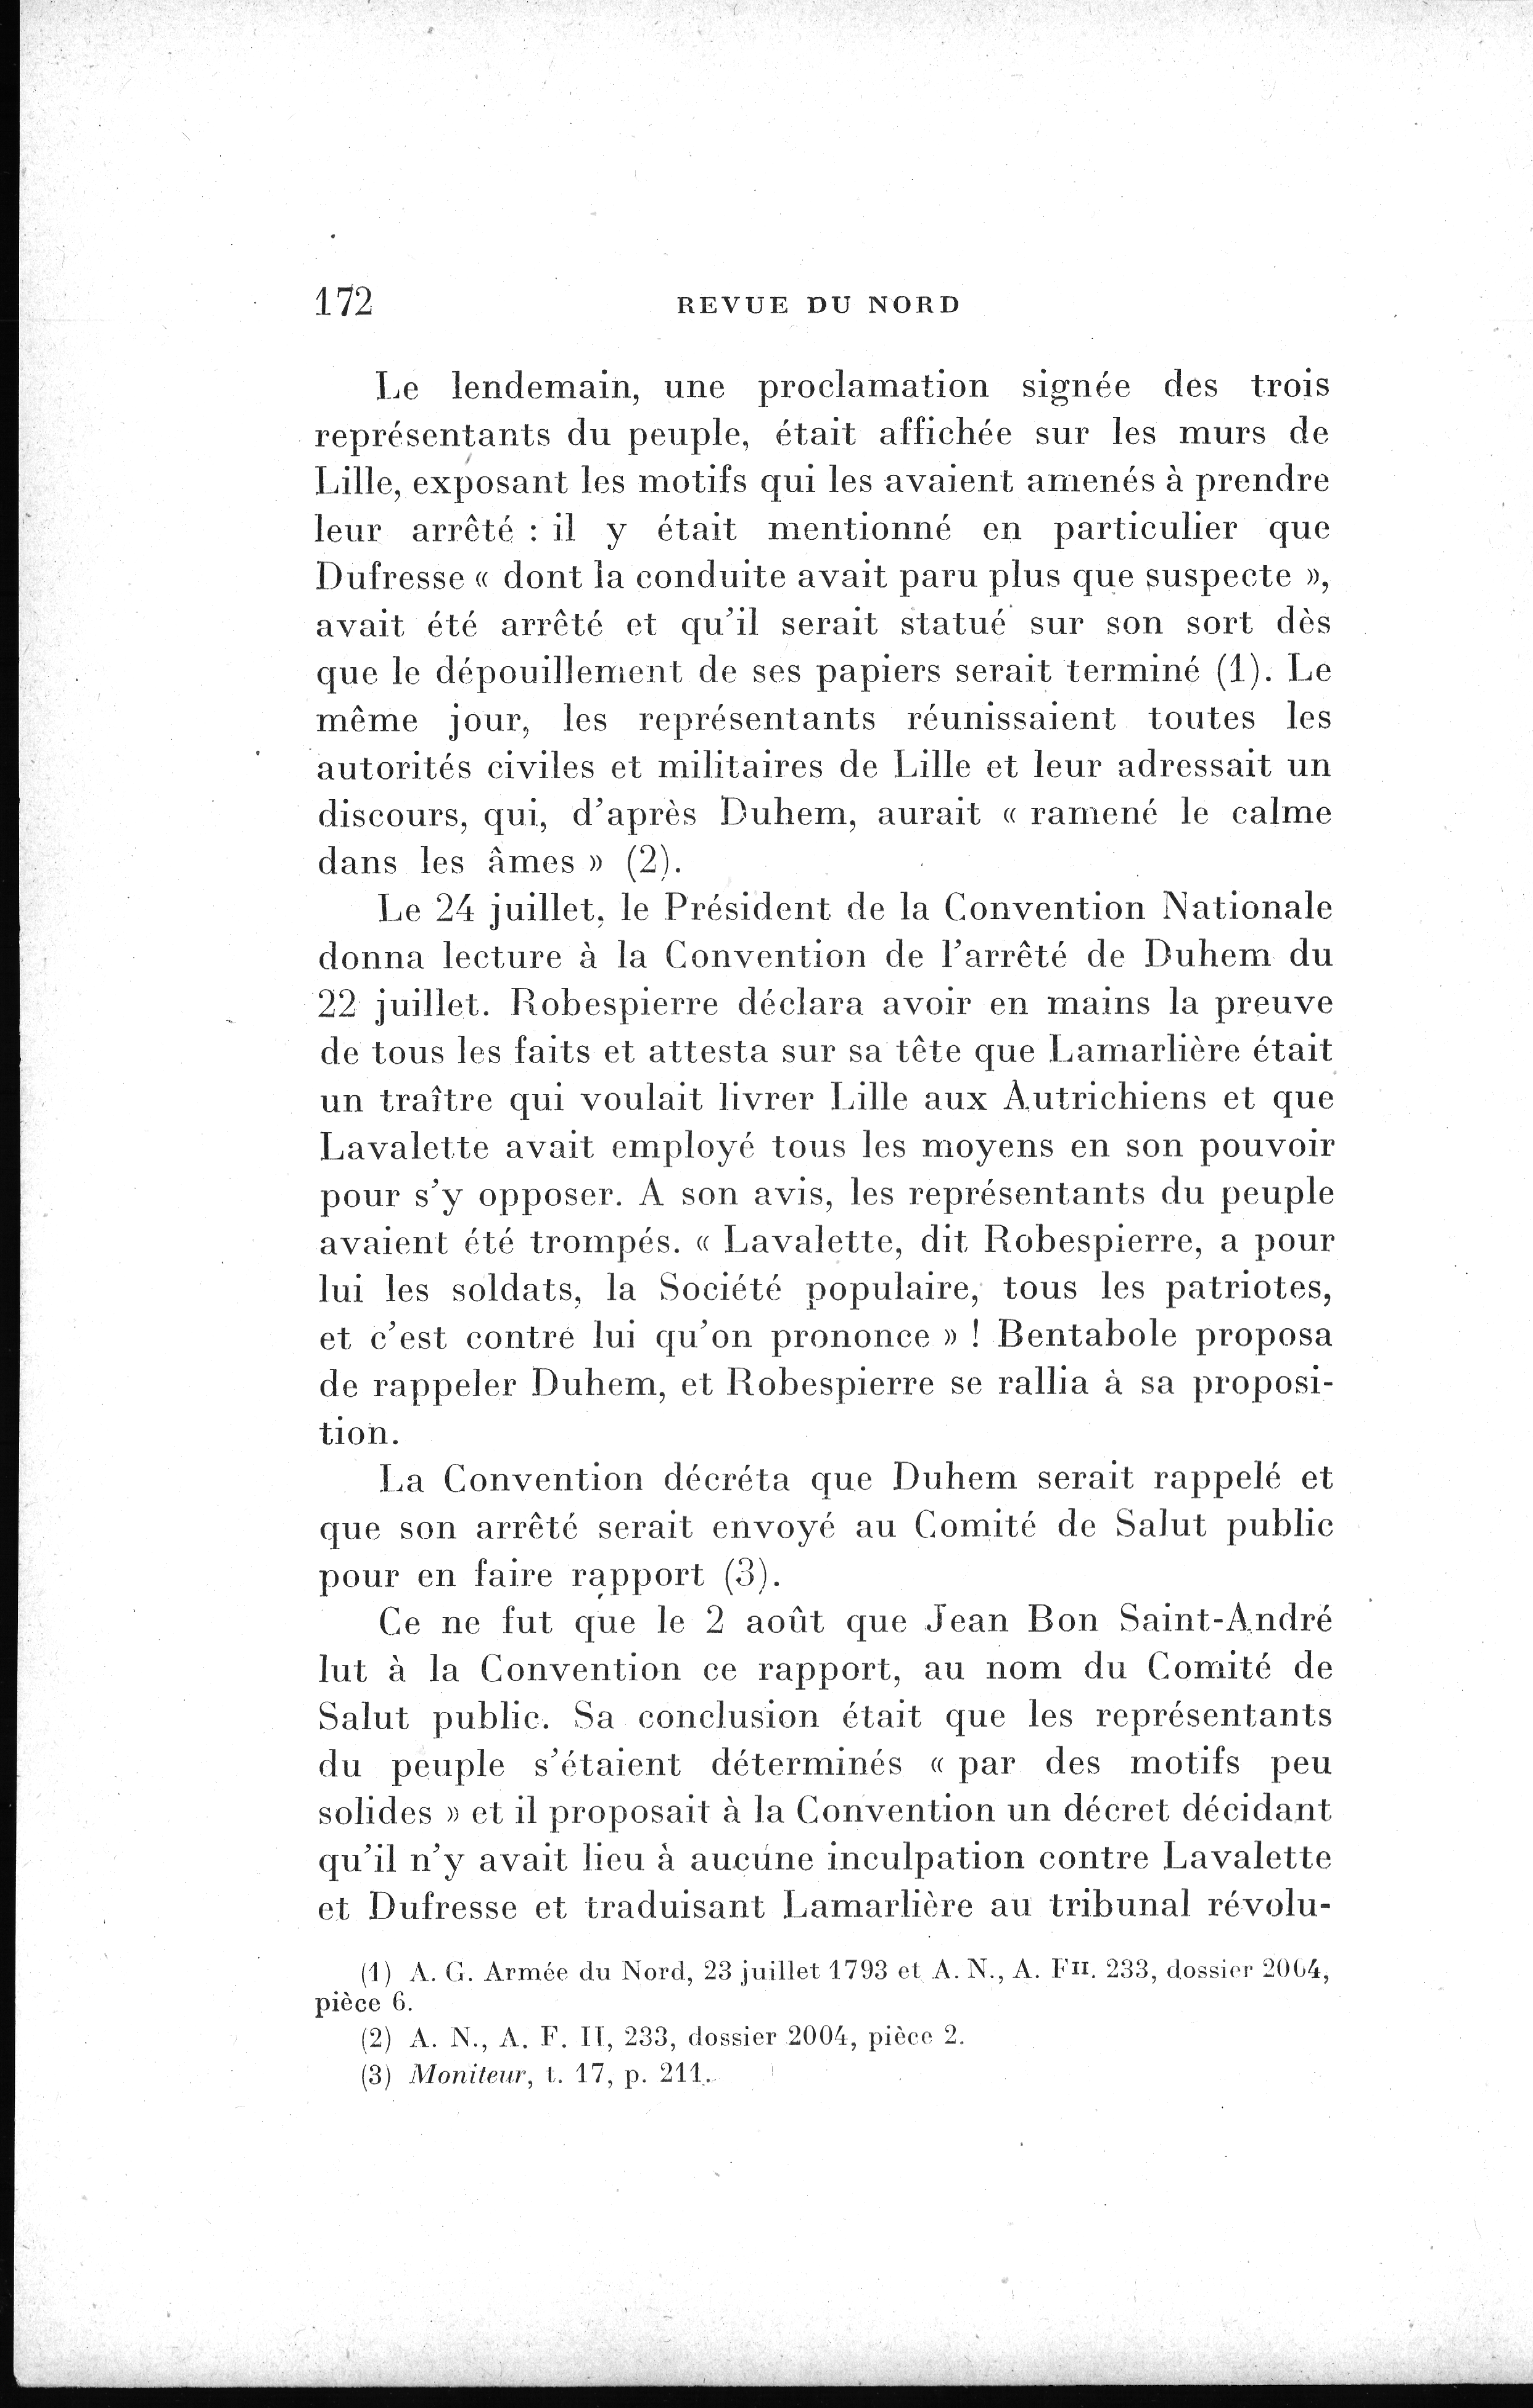 172 REVUE DU NORD
Le lendemain, une proclamation signée des trois
représentants du peuple, était affichée sur les murs de
Lille, exposant les motifs qui les avaient amenés à prendre
leur arrêté : il y était mentionné en particulier que
Dufresse « dont la conduite avait paru plus que suspecte »,
avait été arrêté et qu'il serait statué sur son sort dès
que le dépouillement de ses papiers serait terminé (1). Le
même jour, les représentants réunissaient toutes les
autorités civiles et militaires de Lille et leur adressait un
discours, qui, d'après Duhem, aurait « ramené le calme
dans les âmes » (2).
Le 24 juillet, le Président de la Convention Nationale
donna lecture à la Convention de l'arrêté de Duhem du
22 juillet. Robespierre déclara avoir en mains la preuve
de tous les faits et attesta sur sa tête que Lamarlière était
un traître qui voulait livrer Lille aux Autrichiens et que
Lavalette avait employé tous les moyens en son pouvoir
pour s'y opposer. A son avis, les représentants du peuple
avaient été trompés. « Lavalette, dit Robespierre, a pour
lui les soldats, la Société populaire, tous les patriotes,
et c'est contre lui qu'on prononce » ! Bentabole proposa
de rappeler Duhem, et Robespierre se rallia à sa proposi-
tion.
La Convention décréta que Duhem serait rappelé et
que son arrêté serait envoyé au Comité de Salut public
pour en faire rapport (3).
Ce ne fut que le 2 août que Jean Bon Saint-André
lut à la Convention ce rapport, au nom du Comité de
Salut public. Sa conclusion était que les représentants
du peuple s'étaient déterminés « par des motifs peu
solides » et il proposait à la Convention un décret décidant
qu'il n'y avait lieu à aucune inculpation contre Lavalette
et Dufresse et traduisant Lamarlière au tribunal révolu-
(1) A. G. Armée du Nord, 23 juillet 1793 et A. N., A. FII. 233, dossier 2004,
pièce 6.
(2) A. N., A. F. II, 233, dossier 2004, pièce 2.
(3) Moniteur, t. 17, p. 211.